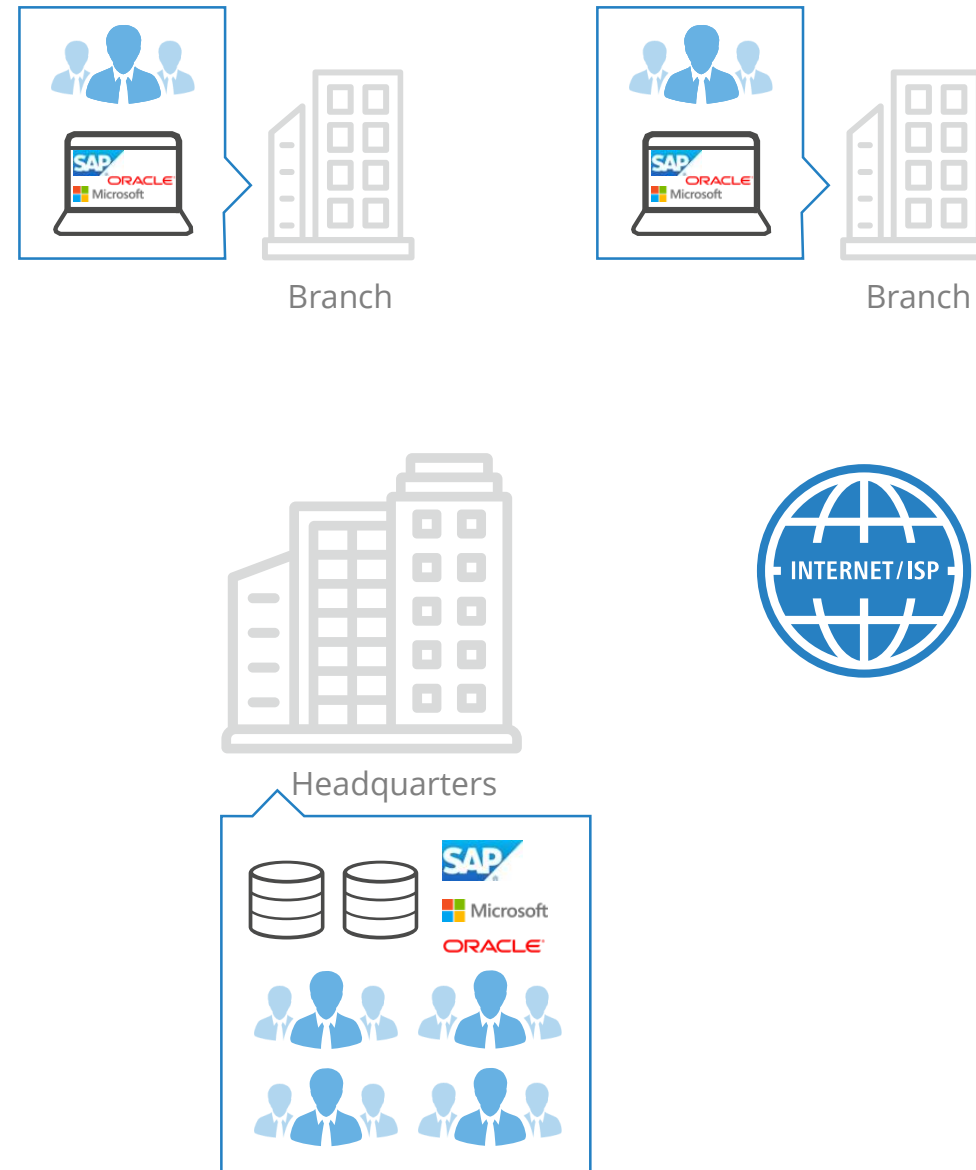 SAP
ORACLE
Microsoft
Branch
SAP
ORACLE
Microsoft
Branch
INTERNET/ISP
Headquarters
SAP
Microsoft
ORACLE